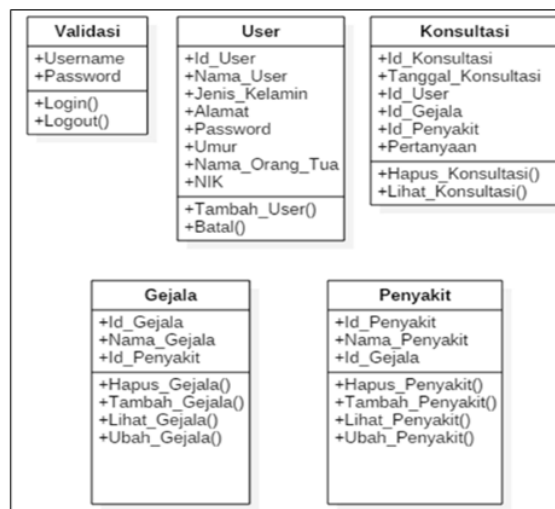 Validasi
+Username
+Password
+Login()
+Logout()
User
+Id_User
+Nama_User
+Jenis_Kelamin
+Alamat
+Password
+Umur
+Nama_Orang_Tua
+NIK
+Tambah_User()
+Batal()
Konsultasi
+Id_Konsultasi
+Tanggal_Konsultasi
+Id_User
+Id_Gejala
+Id_Penyakit
+Pertanyaan
+Hapus_Konsultasi()
+Lihat_Konsultasi()
Gejala
+Id_Gejala
+Nama_Gejala
+Id_Penyakit
+Hapus_Gejala()
+Tambah_Gejala()
+Lihat_Gejala()
+Ubah_Gejala()
Penyakit
+Id_Penyakit
+Nama_Penyakit
+Id_Gejala
+Hapus_Penyakit()
+Tambah_Penyakit()
+Lihat_Penyakit()
+Ubah_Penyakit()